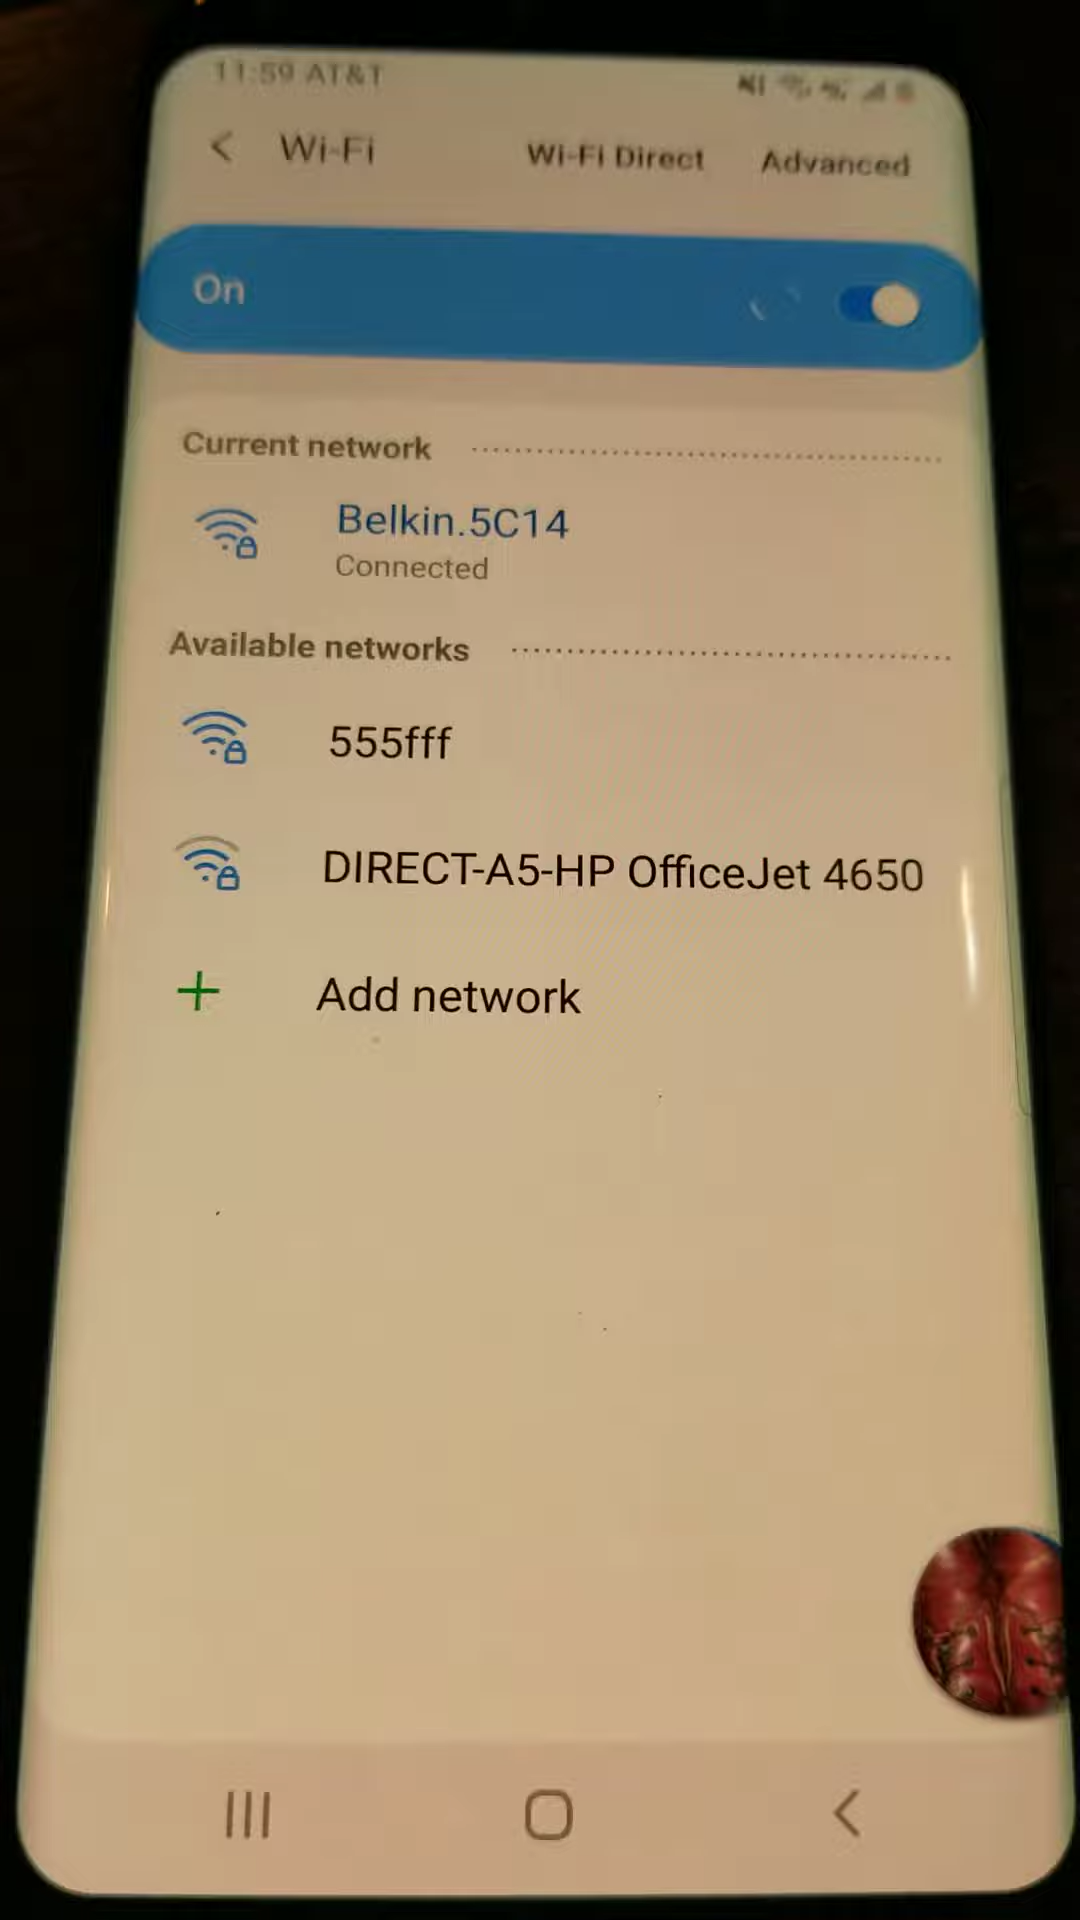 11:59 AT&T
Wi-Fi Wi-Fi Direct Advanced
On
Current network
Belkin.5C14
Connected
Available networks
555fff
DIRECT-A5-HP OfficeJet 4650
Add network